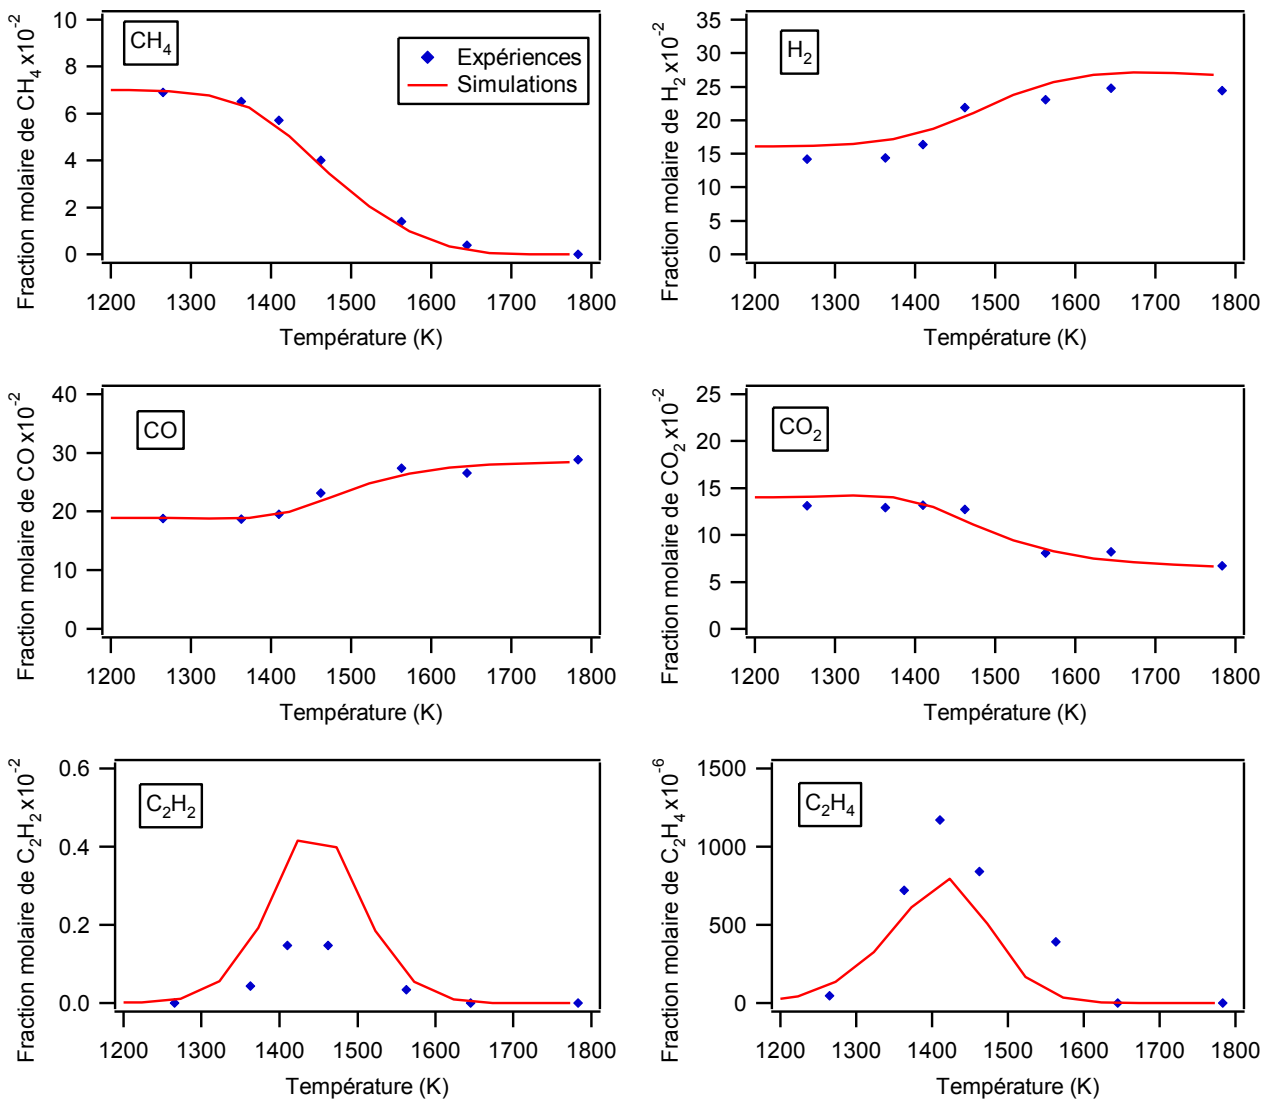 Fraction molaire de CH4 x10-2
10
8
6
4
2
0
CH4
Expériences
Simulations
1200 1300 1400 1500 1600 1700 1800
Température (K)
Fraction molaire de H2 x10-2
35
30
25
20
15
10
5
0
H2
1200 1300 1400 1500 1600 1700 1800
Température (K)
Fraction molaire de CO x10-2
40
30
20
10
0
CO
1200 1300 1400 1500 1600 1700 1800
Température (K)
Fraction molaire de CO2 x10-2
25
20
15
10
5
0
CO2
1200 1300 1400 1500 1600 1700 1800
Température (K)
Fraction molaire de C2H2 x10-2
0.6
0.4
0.2
0.0
C2H2
1200 1300 1400 1500 1600 1700 1800
Température (K)
Fraction molaire de C2H4 x10-6
1500
1000
500
0
C2H4
1200 1300 1400 1500 1600 1700 1800
Température (K)